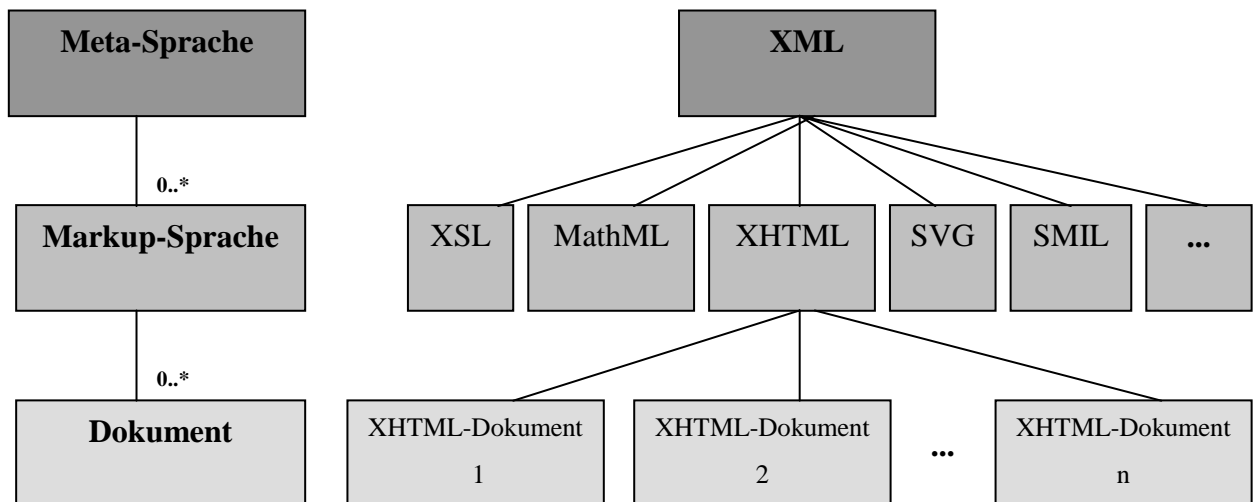 Meta-Sprache
XML
0..*
Markup-Sprache
XSL
MathML
XHTML
SVG
SMIL
...
0..*
Dokument
XHTML-Dokument
1
XHTML-Dokument
2
...
XHTML-Dokument
n